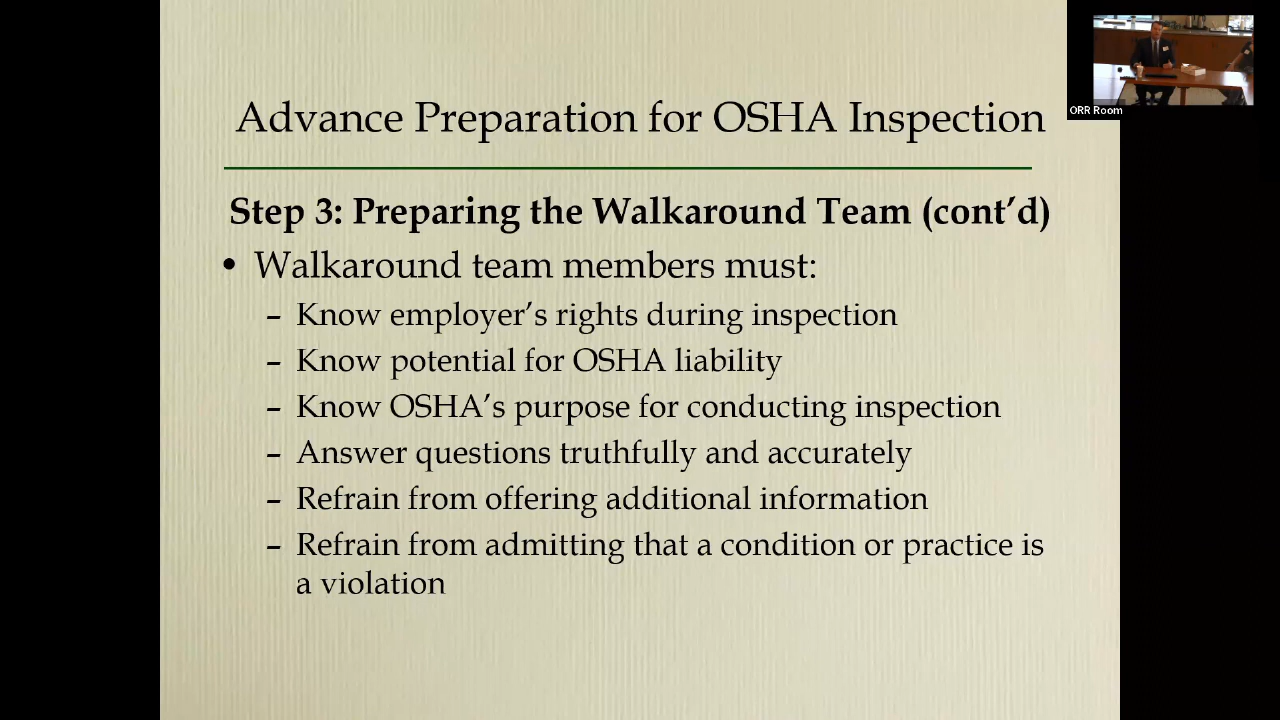 Advance Preparation for OSHA Inspection
ORR Room
Step 3: Preparing the Walkaround Team (cont’d)
• Walkaround team members must:
– Know employer’s rights during inspection
– Know potential for OSHA liability
– Know OSHA’s purpose for conducting inspection
– Answer questions truthfully and accurately
– Refrain from offering additional information
– Refrain from admitting that a condition or practice is
a violation